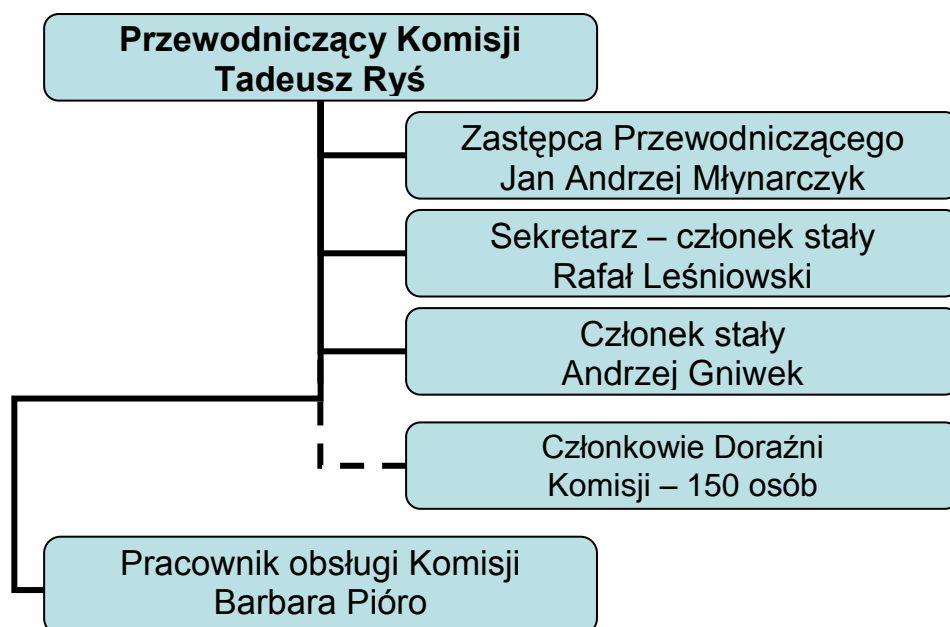 Przewodniczący Komisji
Tadeusz Ryś
Zastępca Przewodniczącego
Jan Andrzej Młynarczyk
Sekretarz – członek stały
Rafał Leśniowski
Członek stały
Andrzej Gniwek
Członkowie Doraźni
Komisji – 150 osób
Pracownik obsługi Komisji
Barbara Pióro